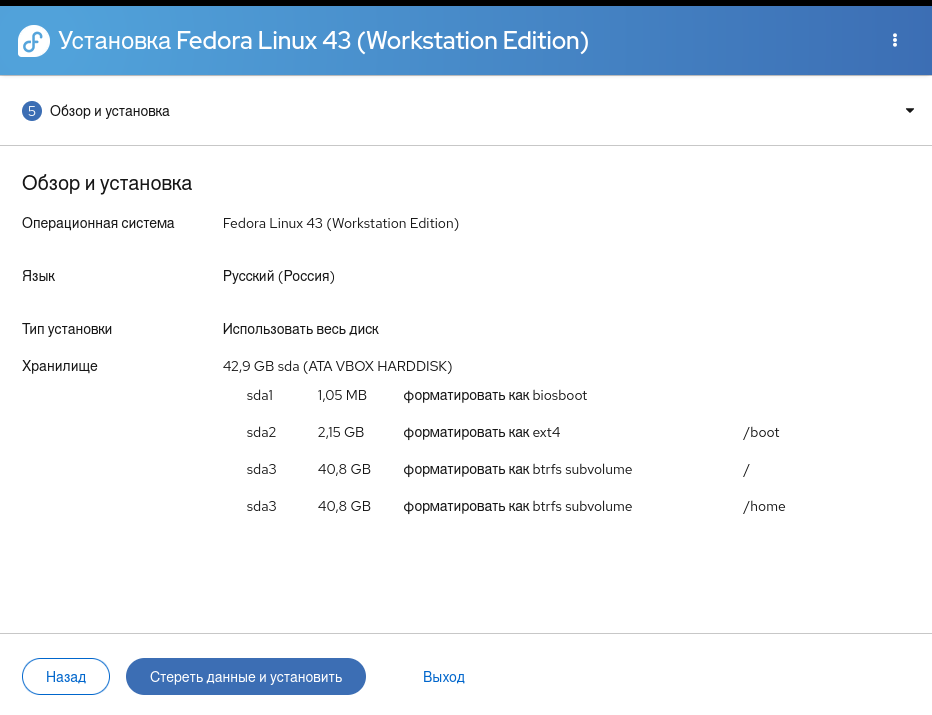 Установка Fedora Linux 43 (Workstation Edition)
5 Обзор и установка
Обзор и установка
Операционная система Fedora Linux 43 (Workstation Edition)
Язык Русский (Россия)
Тип установки Использовать весь диск
Хранилище 42,9 GB sda (ATA VBOX HARDDISK)
sda1 1,05 MB форматировать как biosboot
sda2 2,15 GB форматировать как ext4 /boot
sda3 40,8 GB форматировать как btrfs subvolume /
sda3 40,8 GB форматировать как btrfs subvolume /home
Назад Стереть данные и установить Выход